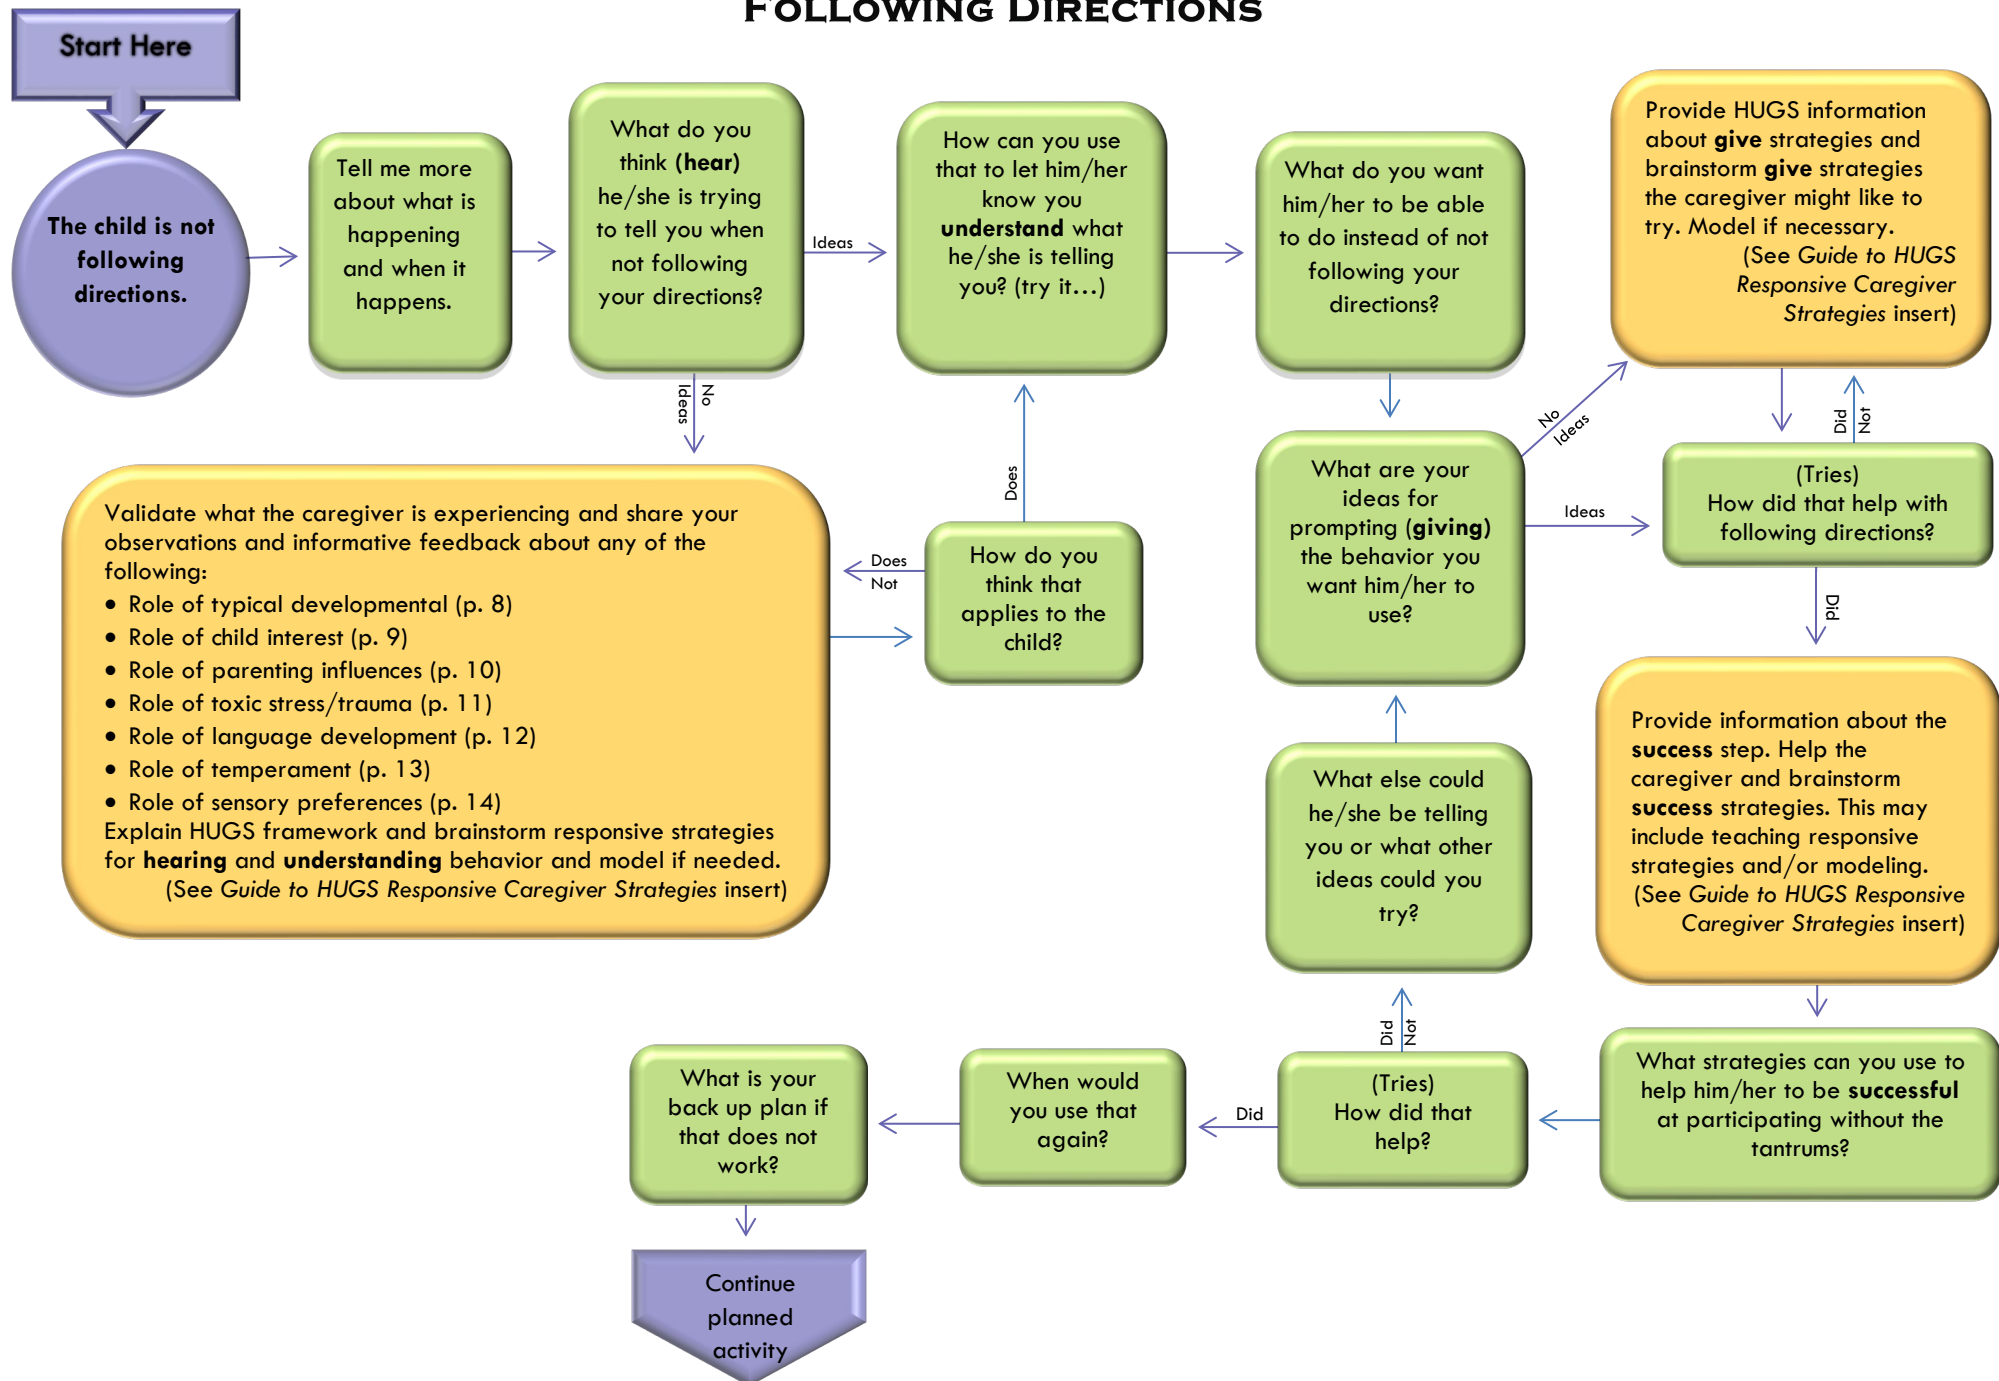 FOLLOWING DIRECTIONS
Start Here
The child is not
following
directions.
Tell me more
about what is
happening
and when it
happens.
What do you
think (hear)
he/she is trying
to tell you when
not following
your directions?
Ideas
No
Ideas
How can you use
that to let him/her
know you
understand what
he/she is telling
you? (try it...)
What do you want
him/her to be able
to do instead of not
following your
directions?
Provide HUGS information
about give strategies and
brainstorm give strategies
the caregiver might like to
try. Model if necessary.
(See Guide to HUGS
Responsive Caregiver
Strategies insert)
Validate what the caregiver is experiencing and share your
observations and informative feedback about any of the
following:
• Role of typical developmental (p. 8)
• Role of child interest (p. 9)
• Role of parenting influences (p. 10)
• Role of toxic stress/trauma (p. 11)
• Role of language development (p. 12)
• Role of temperament (p. 13)
• Role of sensory preferences (p. 14)
Explain HUGS framework and brainstorm responsive strategies
for hearing and understanding behavior and model if needed.
(See Guide to HUGS Responsive Caregiver Strategies insert)
Does
Not
How do you
think that
applies to the
child?
Does
What are your
ideas for
prompting (giving)
the behavior you
want him/her to
use?
No
Ideas
Ideas
Did
Not
(Tries)
How did that help with
following directions?
Did
Provide information about the
success step. Help the
caregiver and brainstorm
success strategies. This may
include teaching responsive
strategies and/or modeling.
(See Guide to HUGS Responsive
Caregiver Strategies insert)
What else could
he/she be telling
you or what other
ideas could you
try?
Did
Not
What strategies can you use to
help him/her to be successful
at participating without the
tantrums?
(Tries)
How did that
help?
Did
When would
you use that
again?
What is your
back up plan if
that does not
work?
Continue
planned
activity